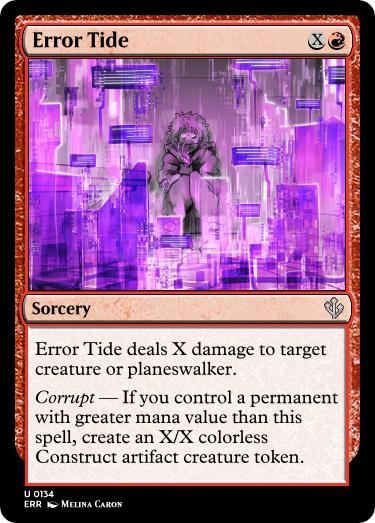 Error Tide
X
Sorcery
Error Tide deals X damage to target
creature or planeswalker.
Corrupt — If you control a permanent
with greater mana value than this
spell, create an X/X colorless
Construct artifact creature token.
U 0134
ERR Melina Caron